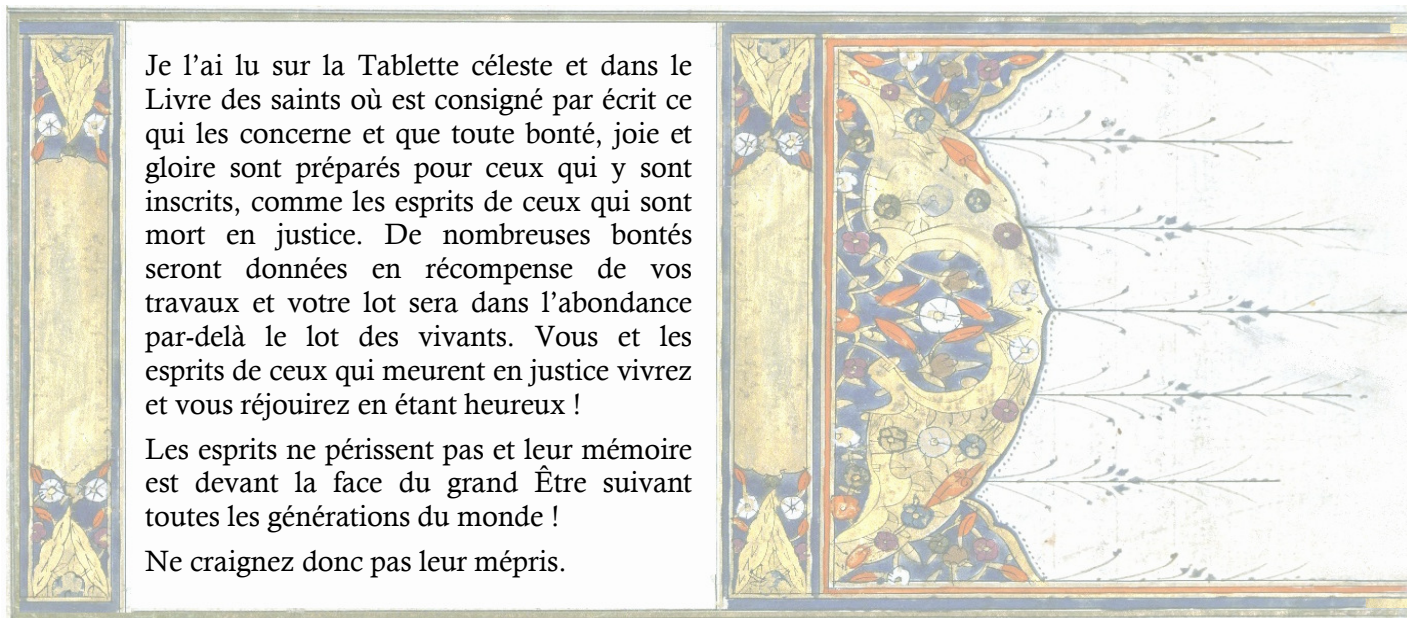 Je l’ai lu sur la Tablette céleste et dans le
Livre des saints où est consigné par écrit ce
qui les concerne et que toute bonté, joie et
gloire sont préparés pour ceux qui y sont
inscrits, comme les esprits de ceux qui sont
mort en justice. De nombreuses bontés
seront données en récompense de vos
travaux et votre lot sera dans l’abondance
par-delà le lot des vivants. Vous et les
esprits de ceux qui meurent en justice vivrez
et vous réjouirez en étant heureux !
Les esprits ne périssent pas et leur mémoire
est devant la face du grand Être suivant
toutes les générations du monde !
Ne craignez donc pas leur mépris.